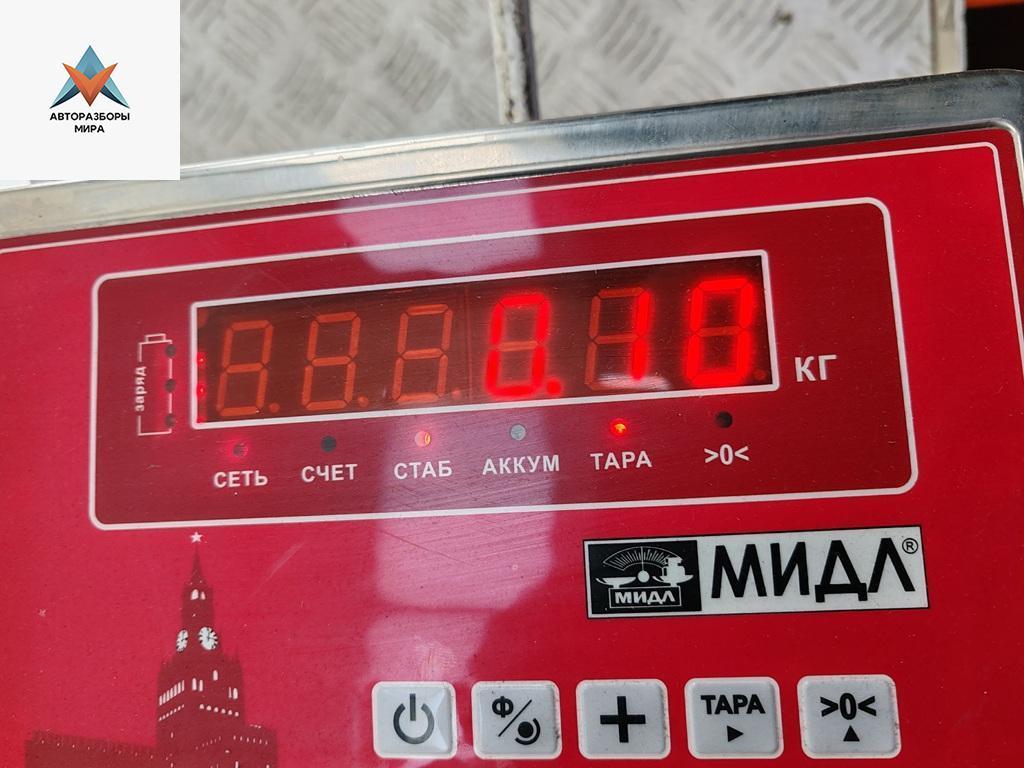 АВТОРАЗБОРЫ
МИРА
0.10
КГ
заряд
СЕТЬ СЧЕТ СТАБ АККУМ ТАРА >0<
МИДЛ
МИДЛ®
Ф
+
ТАРА
>0<